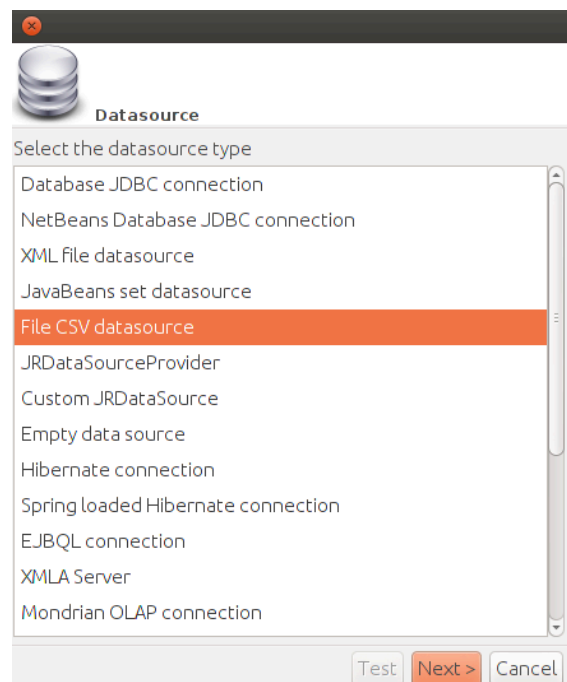 Datasource
Select the datasource type
Database JDBC connection
NetBeans Database JDBC connection
XML file datasource
JavaBeans set datasource
File CSV datasource
JRDataSourceProvider
Custom JRDataSource
Empty data source
Hibernate connection
Spring loaded Hibernate connection
EJBQL connection
XMLA Server
Mondrian OLAP connection
Test Next > Cancel